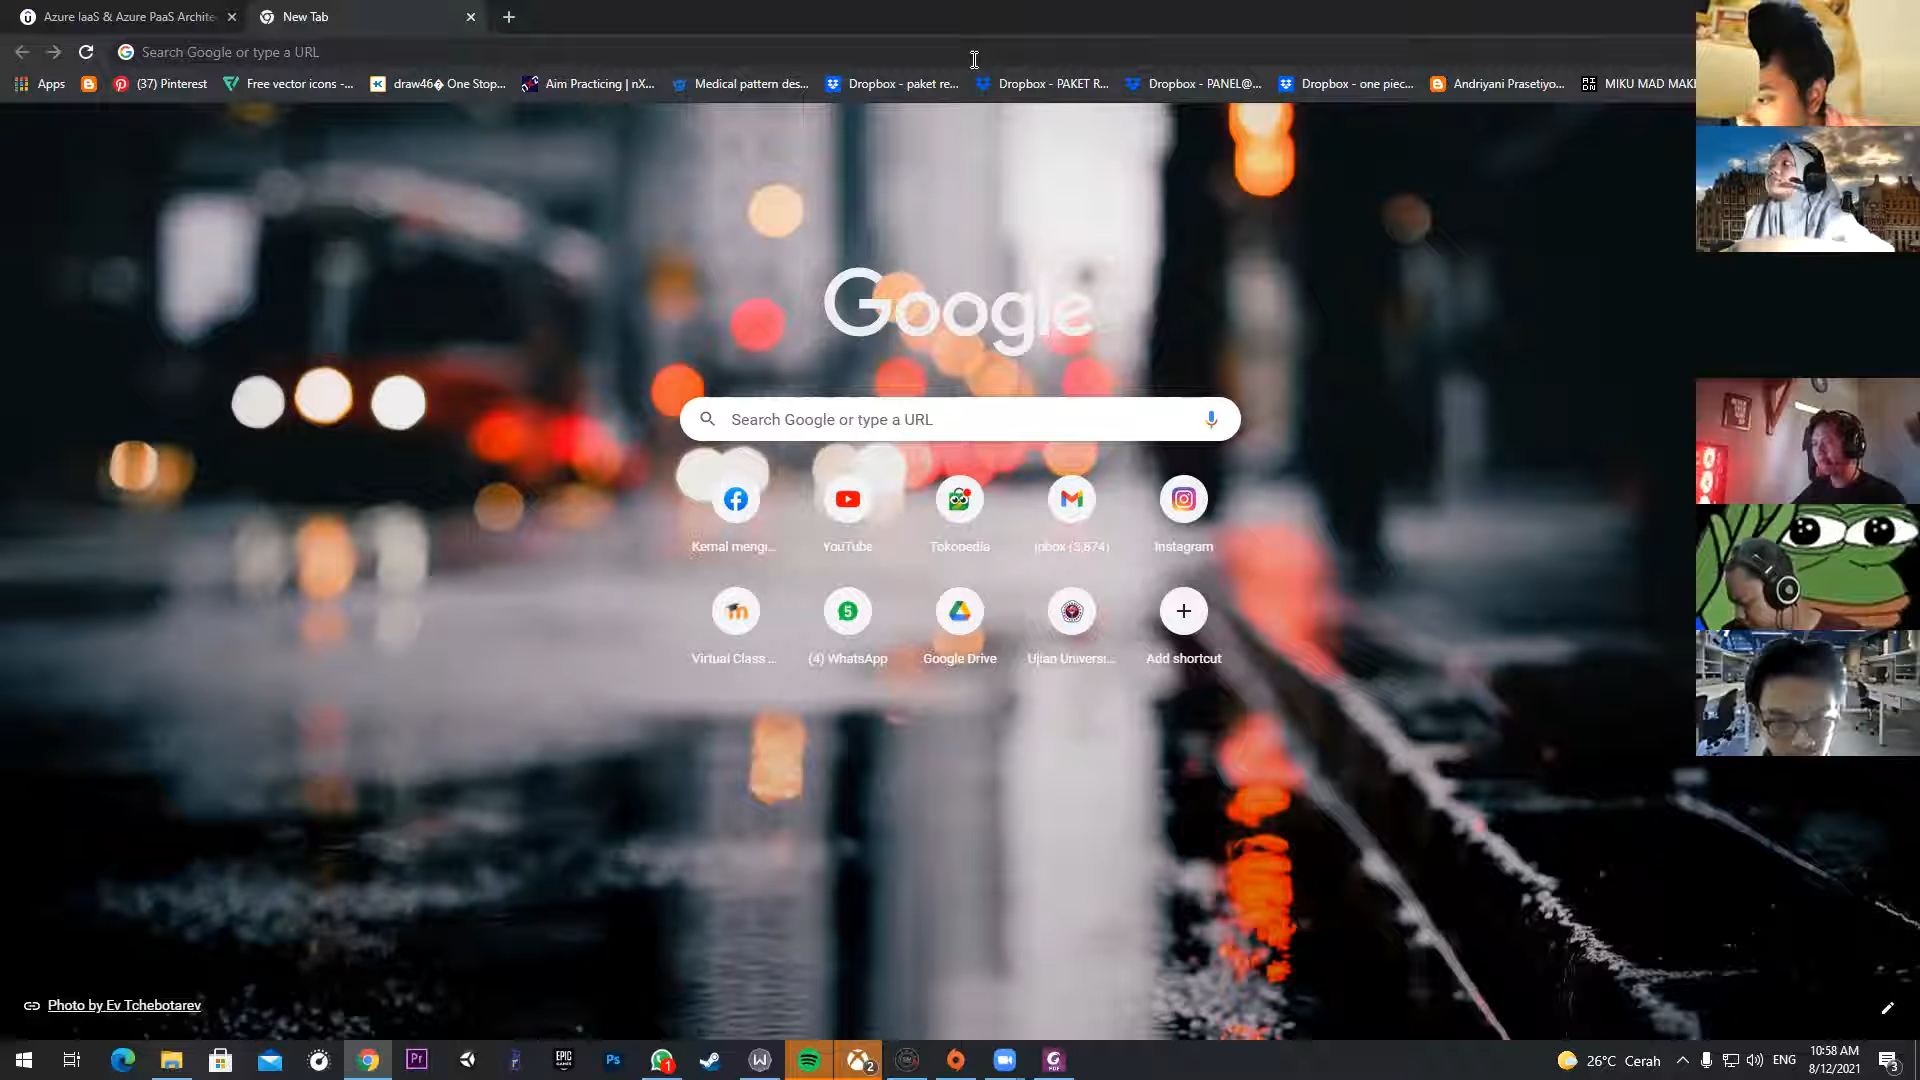 Azure IaaS & Azure PaaS Archite
New Tab
Search Google or type a URL
Apps
(37) Pinterest
Free vector icons -...
draw46� One Stop...
Aim Practicing | nX...
Medical pattern des...
Dropbox - paket re...
Dropbox - PAKET R...
Dropbox - PANEL@...
Dropbox - one piec...
Andriyani Prasetiyo...
MIKU MAD MAKI
Google
Search Google or type a URL
Kemal mengi...
YouTube
Tokopedia
Inbox (3,874)
Instagram
Virtual Class ...
(4) WhatsApp
Google Drive
Ujian Universi...
Add shortcut
Photo by Ev Tchebotarev
26°C Cerah
ENG
10:58 AM
8/12/2021